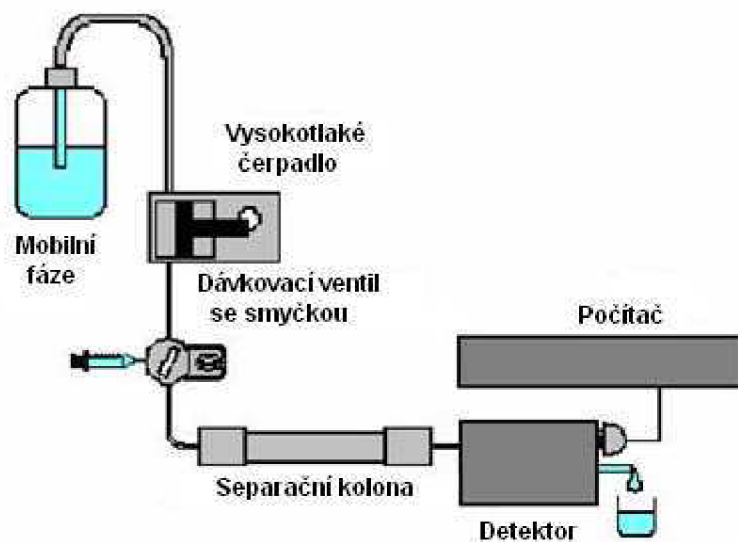 Vysokotlaké
čerpadlo
Mobilní
fáze
Dávkovací ventil
se smyčkou
Počítač
Separační kolona
Detektor